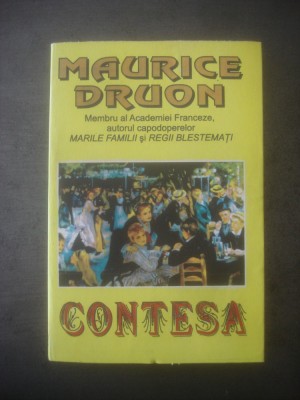 MAURICE
DRUON
Membru al Academiei Franceze,
autorul capodoperelor
MARILE FAMILII și REGII BLESTEMAȚI
CONTESA